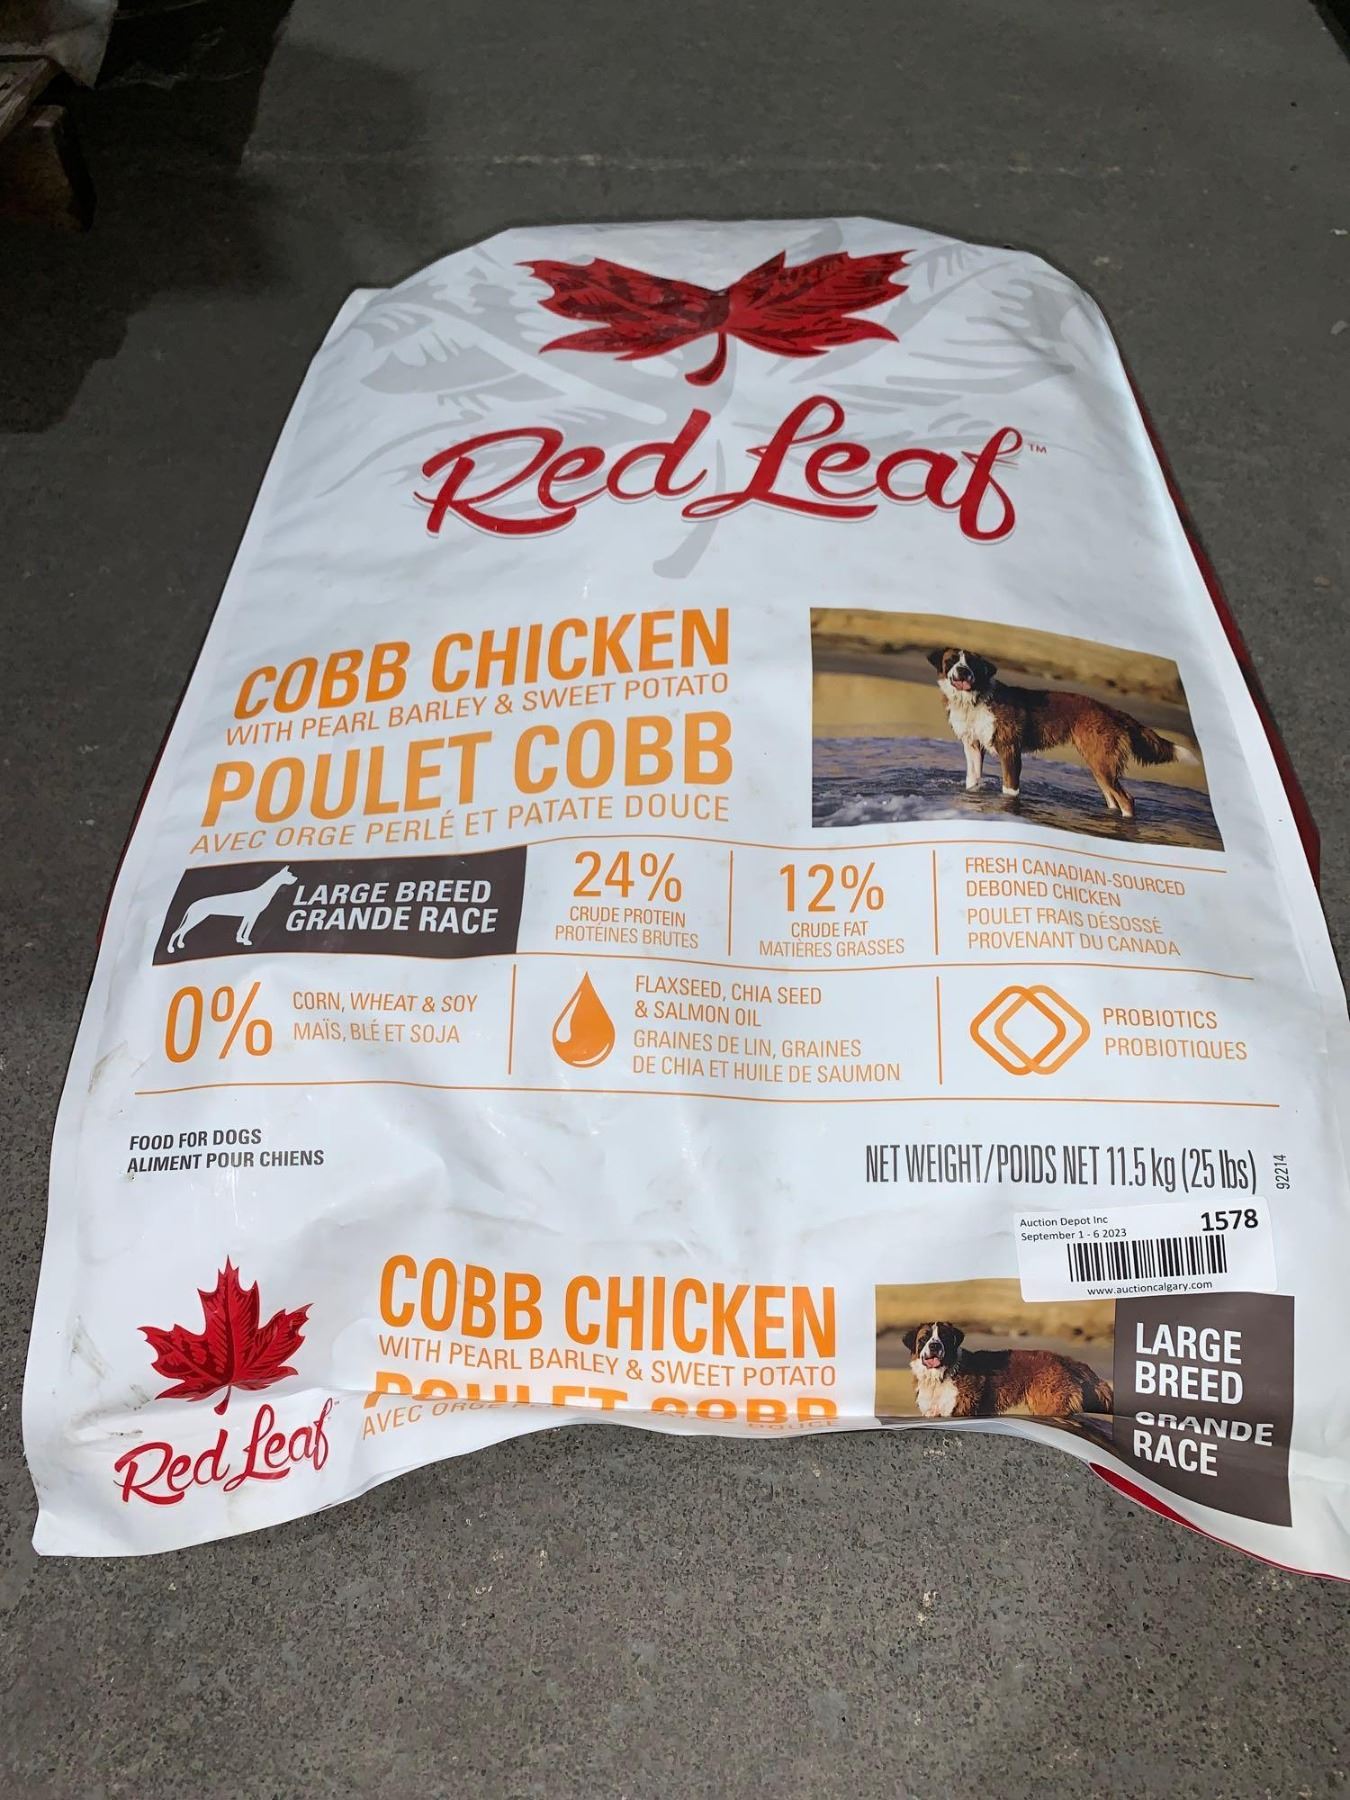 Red Leaf™
COBB CHICKEN
WITH PEARL BARLEY & SWEET POTATO
POULET COBB
AVEC ORGE PERLÉ ET PATATE DOUCE
LARGE BREED
GRANDE RACE
24%
CRUDE PROTEIN
PROTÉINES BRUTES
12%
CRUDE FAT
MATIÈRES GRASSES
FRESH CANADIAN-SOURCED
DEBONED CHICKEN
POULET FRAIS DÉSOSSÉ
PROVENANT DU CANADA
0%
CORN, WHEAT & SOY
MAÏS, BLÉ ET SOJA
FLAXSEED, CHIA SEED
& SALMON OIL
GRAINES DE LIN, GRAINES
DE CHIA ET HUILE DE SAUMON
PROBIOTICS
PROBIOTIQUES
FOOD FOR DOGS
ALIMENT POUR CHIENS
NET WEIGHT/POIDS NET 11.5 kg (25 lbs)
92214
Auction Depot Inc
September 1 - 6 2023
1578
www.auctioncalgary.com
Red Leaf
COBB CHICKEN
WITH PEARL BARLEY & SWEET POTATO
POULET COBB
AVEC ORGE DOUCE
LARGE
BREED
GRANDE
RACE